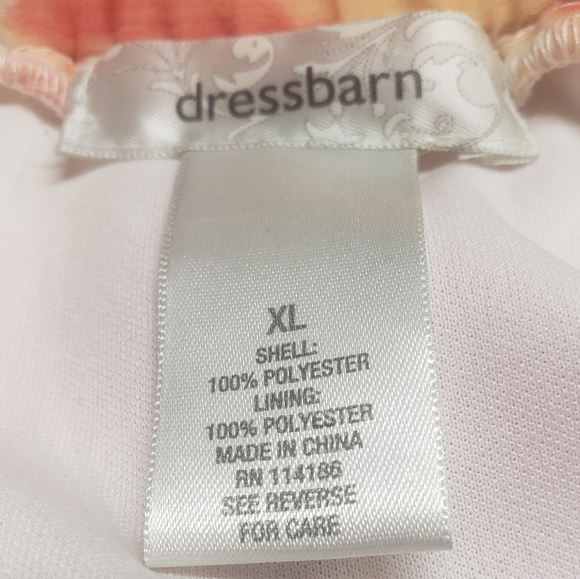 dressbarn
XL
SHELL:
100% POLYESTER
LINING:
100% POLYESTER
MADE IN CHINA
RN 114186
SEE REVERSE
FOR CARE